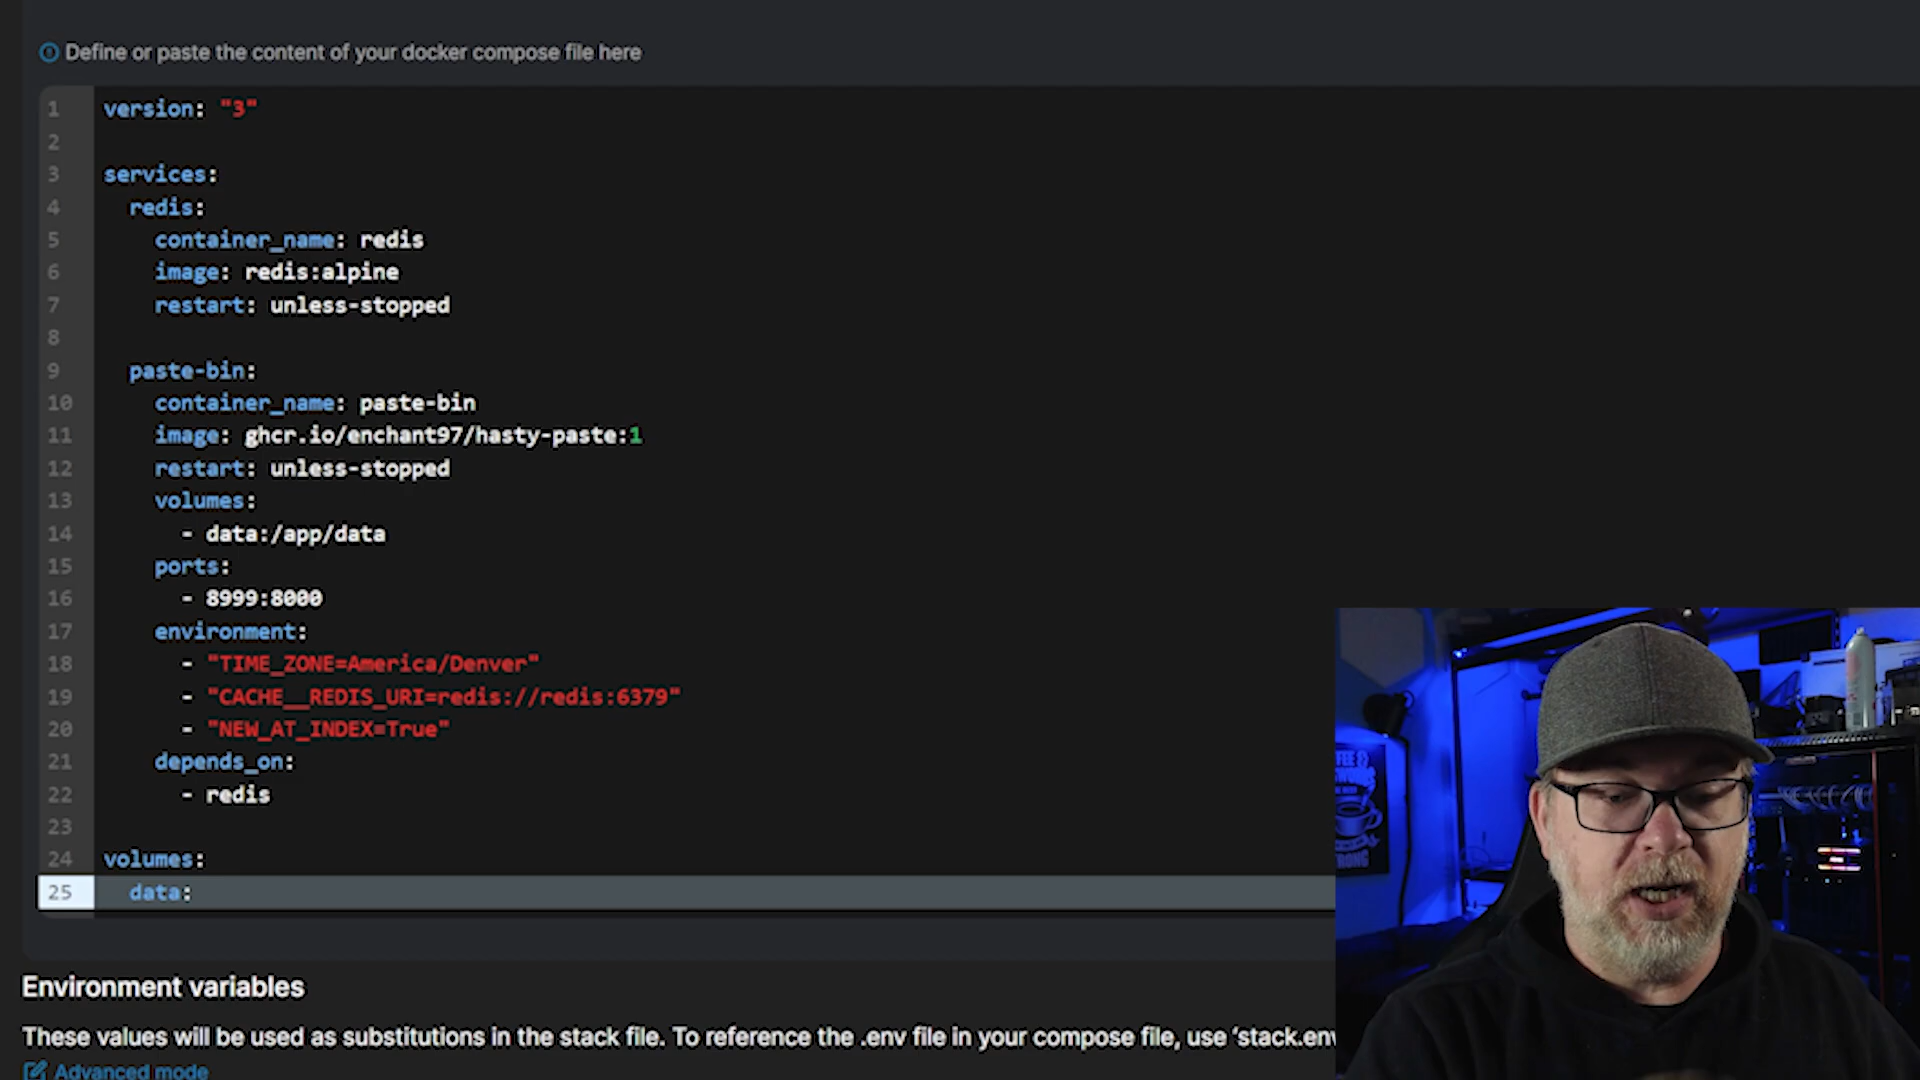 Define or paste the content of your docker compose file here
1 version: "3"
2
3 services:
4   redis:
5     container_name: redis
6     image: redis:alpine
7     restart: unless-stopped
8
9   paste-bin:
10     container_name: paste-bin
11     image: ghcr.io/enchant97/hasty-paste:1
12     restart: unless-stopped
13     volumes:
14       - data:/app/data
15     ports:
16       - 8999:8000
17     environment:
18       - "TIME_ZONE=America/Denver"
19       - "CACHE__REDIS_URI=redis://redis:6379"
20       - "NEW_AT_INDEX=True"
21     depends_on:
22       - redis
23
24 volumes:
25   data:
Environment variables
These values will be used as substitutions in the stack file. To reference the .env file in your compose file, use ‘stack.env
Advanced mode